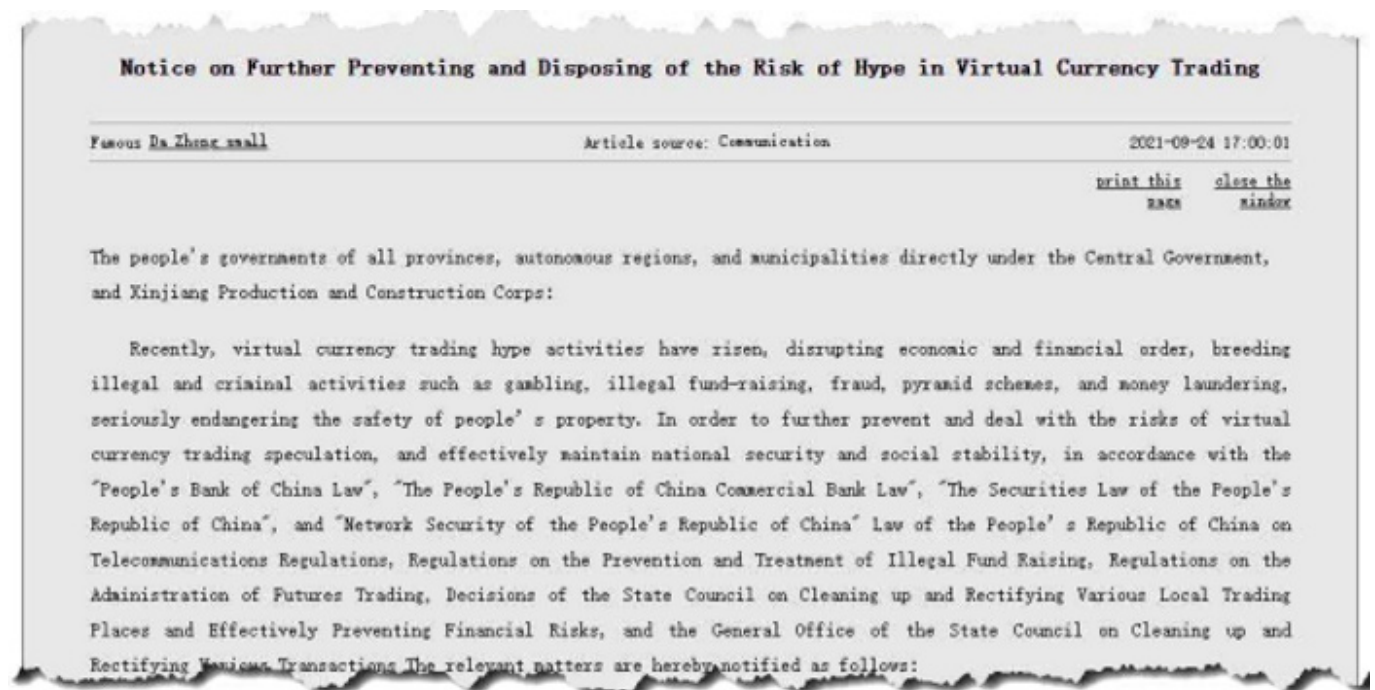 Notice on Further Preventing and Disposing of the Risk of Hype in Virtual Currency Trading
Famous Da Zhong small Article source: Communication 2021-09-24 17:00:01
print this close the
page window
The people's governments of all provinces, autonomous regions, and municipalities directly under the Central Government,
and Xinjiang Production and Construction Corps:
Recently, virtual currency trading hype activities have risen, disrupting economic and financial order, breeding
illegal and criminal activities such as gambling, illegal fund-raising, fraud, pyramid schemes, and money laundering,
seriously endangering the safety of people' s property. In order to further prevent and deal with the risks of virtual
currency trading speculation, and effectively maintain national security and social stability, in accordance with the
"People's Bank of China Law", "The People's Republic of China Commercial Bank Law", "The Securities Law of the People's
Republic of China", and "Network Security of the People's Republic of China" Law of the People' s Republic of China on
Telecommunications Regulations, Regulations on the Prevention and Treatment of Illegal Fund Raising, Regulations on the
Administration of Futures Trading, Decisions of the State Council on Cleaning up and Rectifying Various Local Trading
Places and Effectively Preventing Financial Risks, and the General Office of the State Council on Cleaning up and
Rectifying Various Transactions The relevant matters are hereby notified as follows: